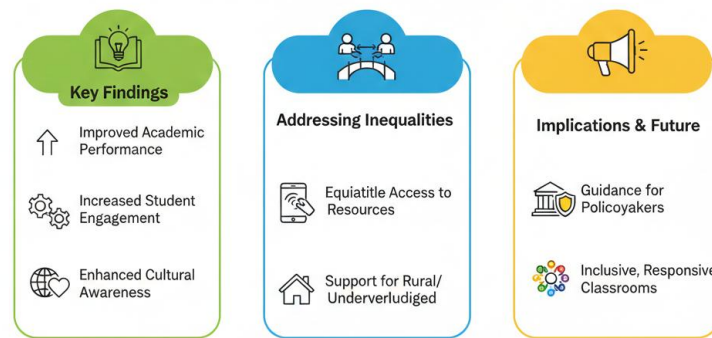 Key Findings
Improved Academic
Performance
Increased Student
Engagement
Enhanced Cultural
Awareness
Addressing Inequalities
Equiatitle Access to
Resources
Support for Rural/
Underverludiged
Implications & Future
Guidance for
Policoyakers
Inclusive, Responsive
Classrooms